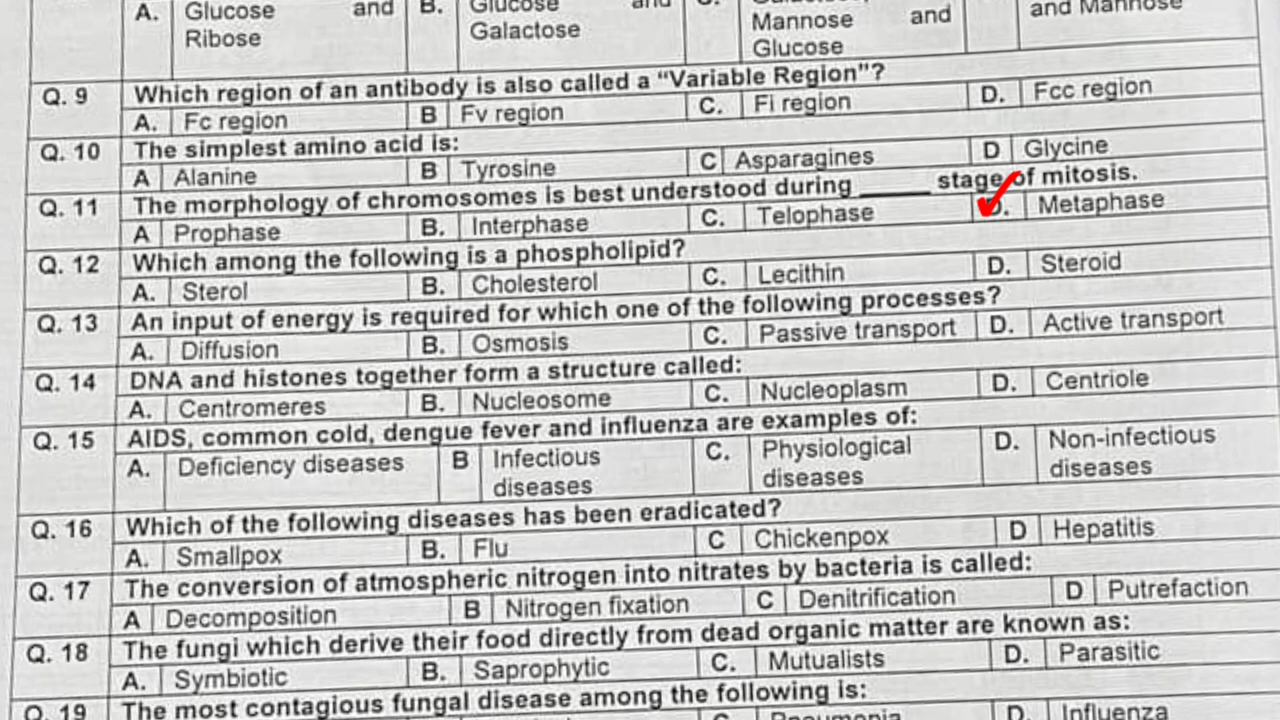 A. Glucose and Ribose B. Glucose and Galactose Mannose and Glucose and Mannose
Q. 9 Which region of an antibody is also called a “Variable Region”?
A. Fc region B Fv region C. Fi region D. Fcc region
Q. 10 The simplest amino acid is:
A Alanine B Tyrosine C Asparagines D Glycine
Q. 11 The morphology of chromosomes is best understood during ______ stage of mitosis.
A Prophase B. Interphase C. Telophase D. Metaphase
Q. 12 Which among the following is a phospholipid?
A. Sterol B. Cholesterol C. Lecithin D. Steroid
Q. 13 An input of energy is required for which one of the following processes?
A. Diffusion B. Osmosis C. Passive transport D. Active transport
Q. 14 DNA and histones together form a structure called:
A. Centromeres B. Nucleosome C. Nucleoplasm D. Centriole
Q. 15 AIDS, common cold, dengue fever and influenza are examples of:
A. Deficiency diseases B Infectious diseases C. Physiological diseases D. Non-infectious diseases
Q. 16 Which of the following diseases has been eradicated?
A. Smallpox B. Flu C Chickenpox D Hepatitis
Q. 17 The conversion of atmospheric nitrogen into nitrates by bacteria is called:
A Decomposition B Nitrogen fixation C Denitrification D Putrefaction
Q. 18 The fungi which derive their food directly from dead organic matter are known as:
A. Symbiotic B. Saprophytic C. Mutualists D. Parasitic
Q. 19 The most contagious fungal disease among the following is:
C Pneumonia D. Influenza